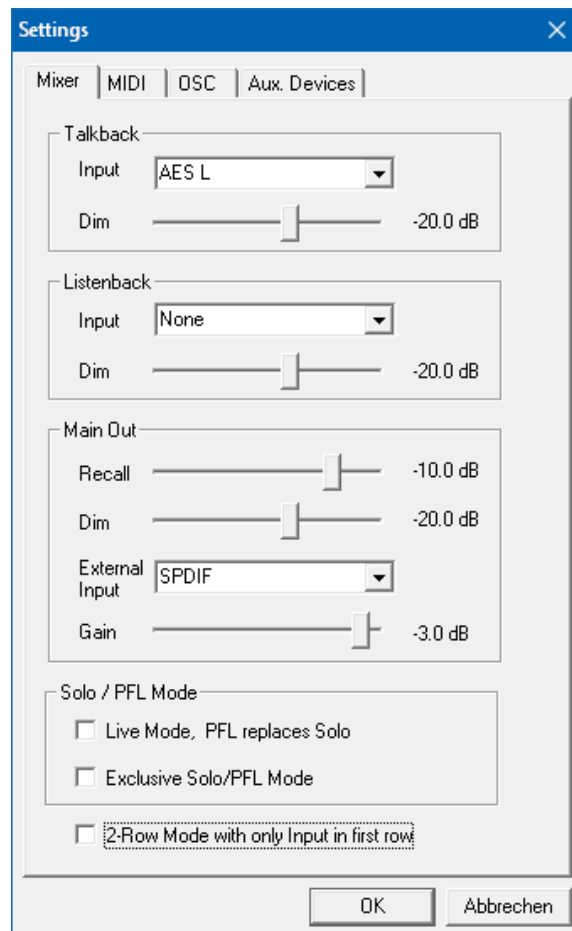 Settings
Mixer MIDI OSC Aux. Devices
Talkback
Input AES L
Dim -20.0 dB
Listenback
Input None
Dim -20.0 dB
Main Out
Recall -10.0 dB
Dim -20.0 dB
External
Input SPDIF
Gain -3.0 dB
Solo / PFL Mode
Live Mode, PFL replaces Solo
Exclusive Solo/PFL Mode
2-Row Mode with only Input in first row
OK Abbrechen